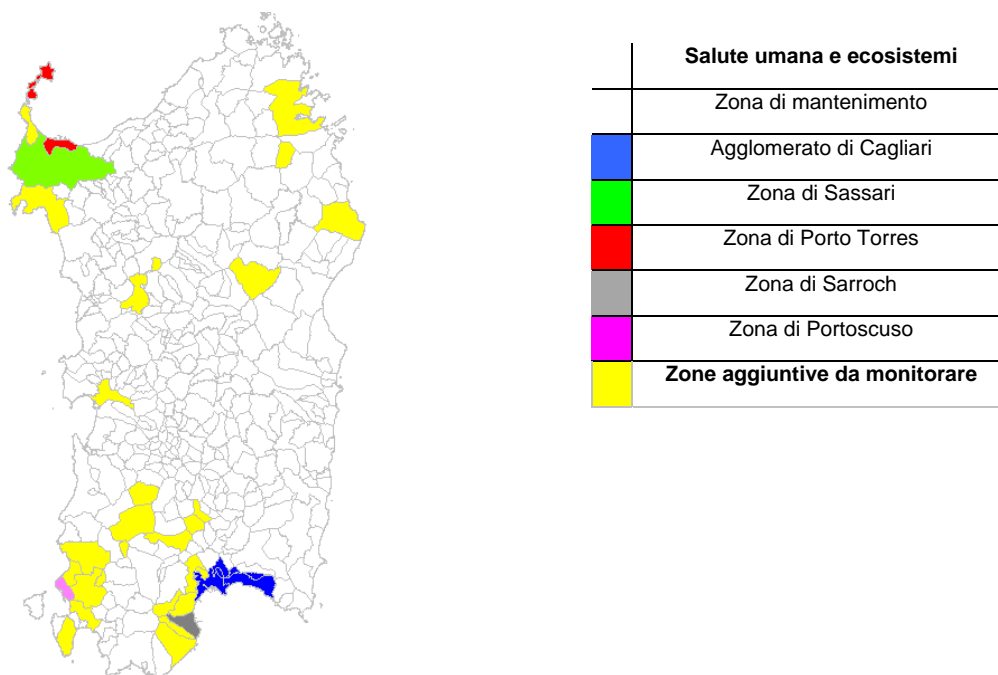 Salute umana e ecosistemi
Zona di mantenimento
Agglomerato di Cagliari
Zona di Sassari
Zona di Porto Torres
Zona di Sarroch
Zona di Portoscuso
Zone aggiuntive da monitorare